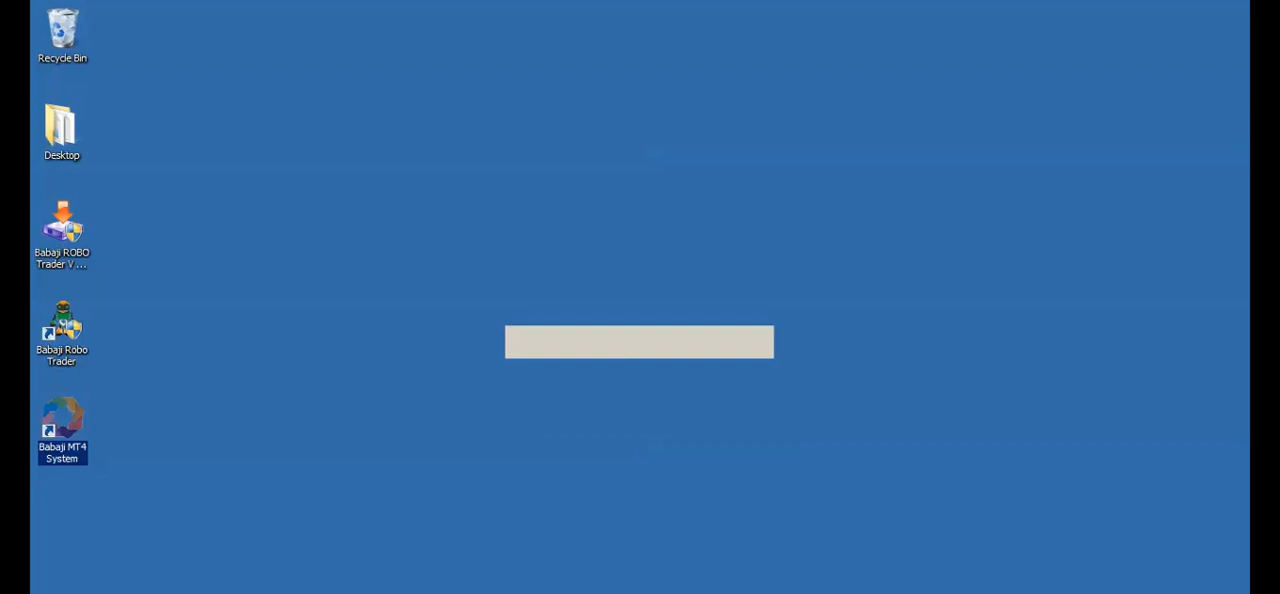 Recycle Bin
Desktop
Babaji ROBO
Trader V ...
Babaji Robo
Trader
Babaji MT4
System